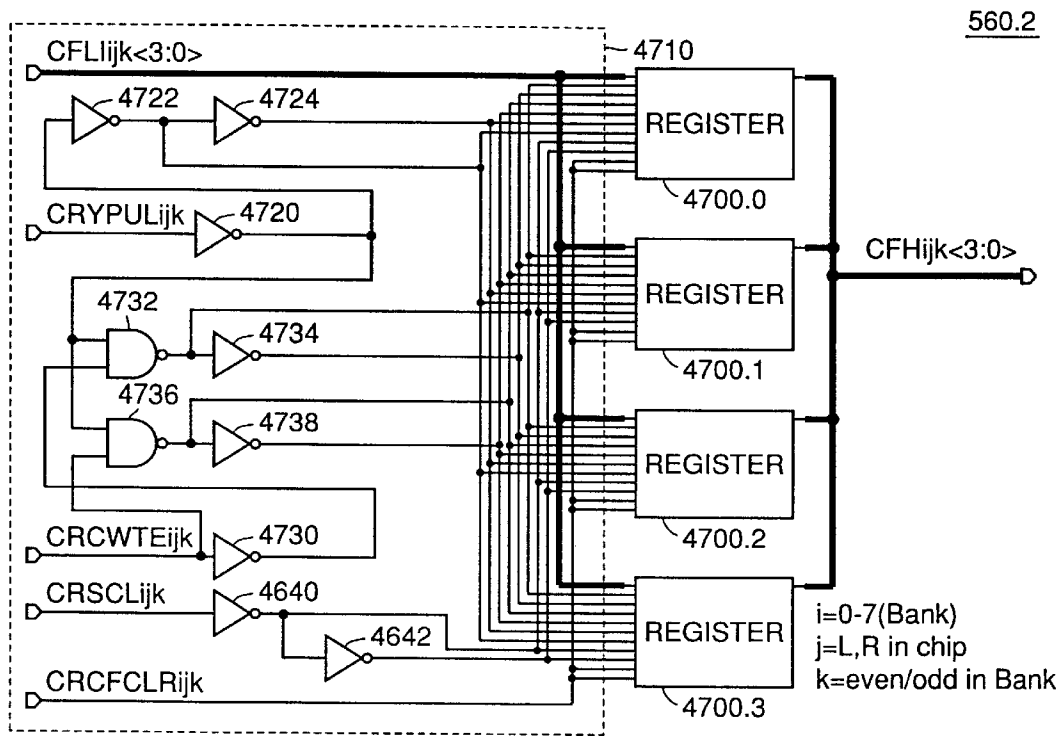 560.2
CFLIijk<3:0>
4710
4722
4724
REGISTER
4700.0
CRYPULijk
4720
REGISTER
CFHijk<3:0>
4732
4734
4700.1
4736
4738
REGISTER
CRCWTEijk
4730
4700.2
CRSCLijk
4640
4642
REGISTER
i=0-7(Bank)
j=L,R in chip
k=even/odd in Bank
CRCFCLRijk
4700.3